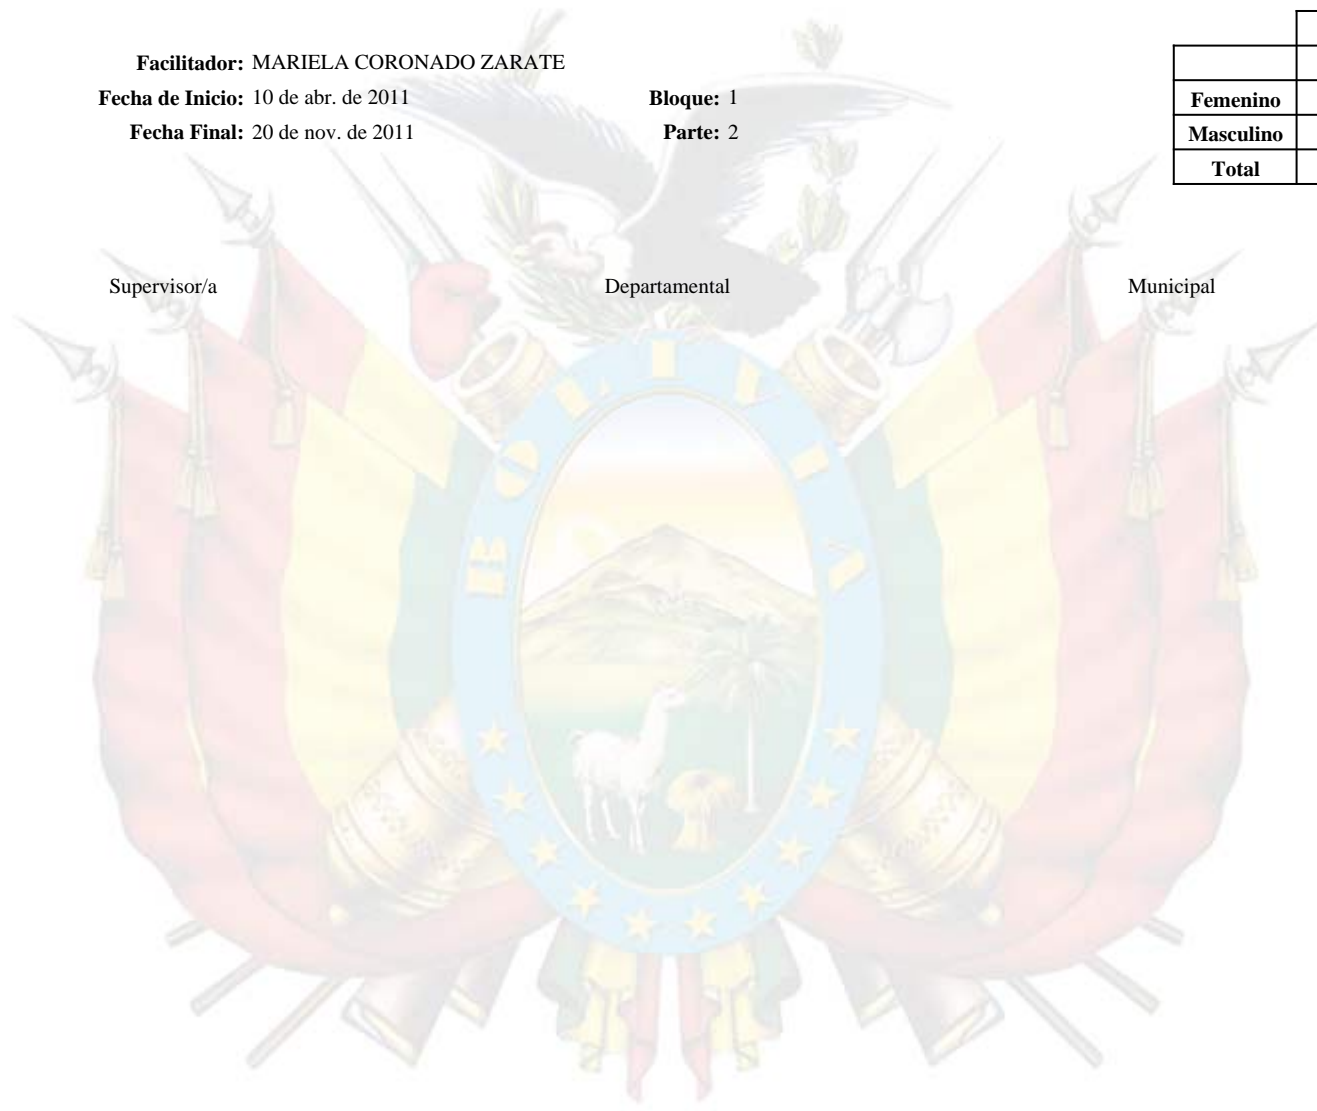 Facilitador: MARIELA CORONADO ZARATE
Fecha de Inicio: 10 de abr. de 2011 Bloque: 1
Femenino
Fecha Final: 20 de nov. de 2011 Parte: 2
Masculino
Total
Supervisor/a Departamental Municipal
BOLIVIA